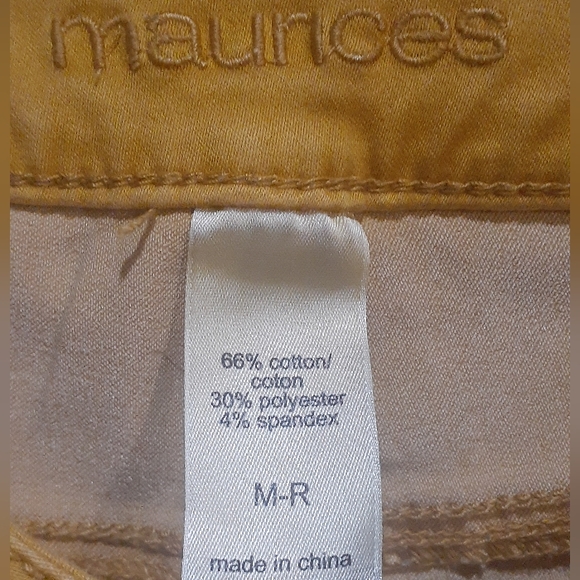 maurices
66% cotton/
coton
30% polyester
4% spandex
M-R
made in china